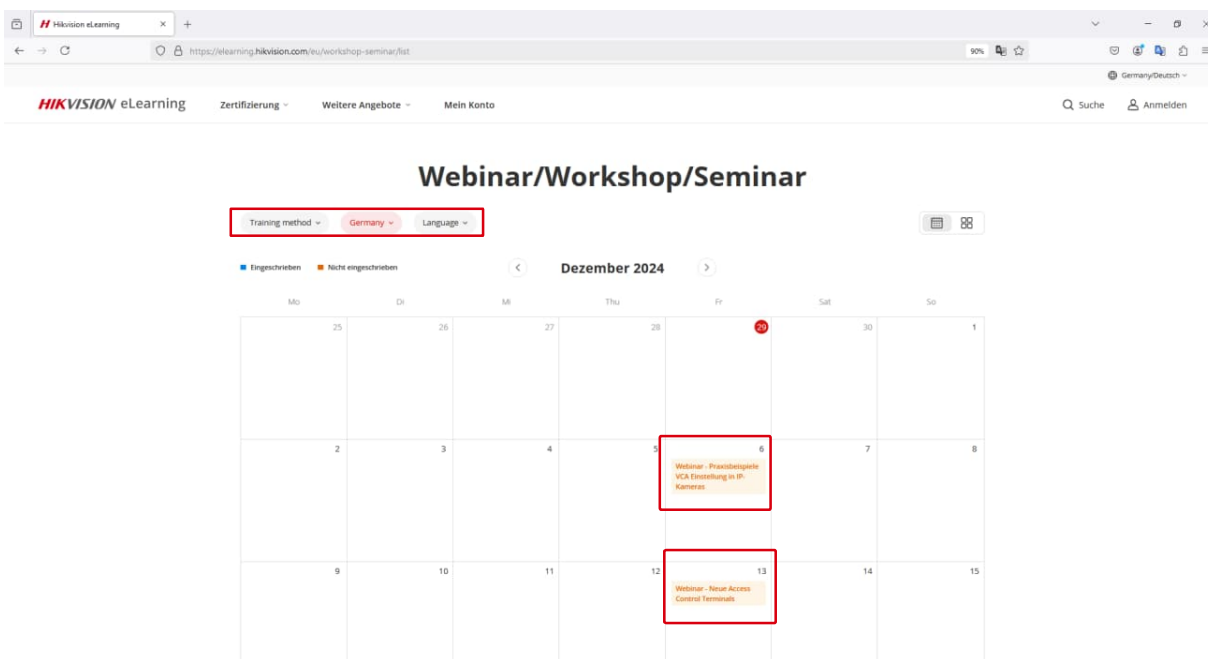 Hikvision eLearning
https://elearning.hikvision.com/eu/workshop-seminar/list
90%
Germany/Deutsch
HIKVISION eLearning
Zertifizierung
Weitere Angebote
Mein Konto
Suche
Anmelden
Webinar/Workshop/Seminar
Training method
Germany
Language
Eingeschrieben
Nicht eingeschrieben
Dezember 2024
Mo Di Mi Thu Fr Sat So
25 26 27 28 29 30 1
2 3 4 5 6 7 8
Webinar - Praxisbeispiele
VCA Einstellung in IP-
Kameras
9 10 11 12 13 14 15
Webinar - Neue Access
Control Terminals